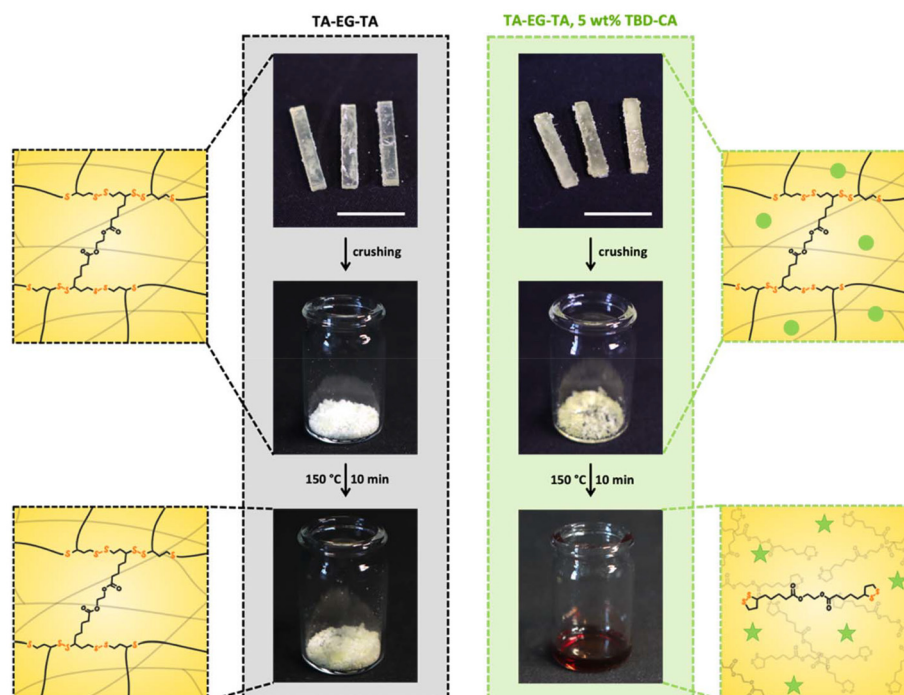 TA-EG-TA
TA-EG-TA, 5 wt% TBD-CA
crushing
crushing
150 °C 10 min
150 °C 10 min